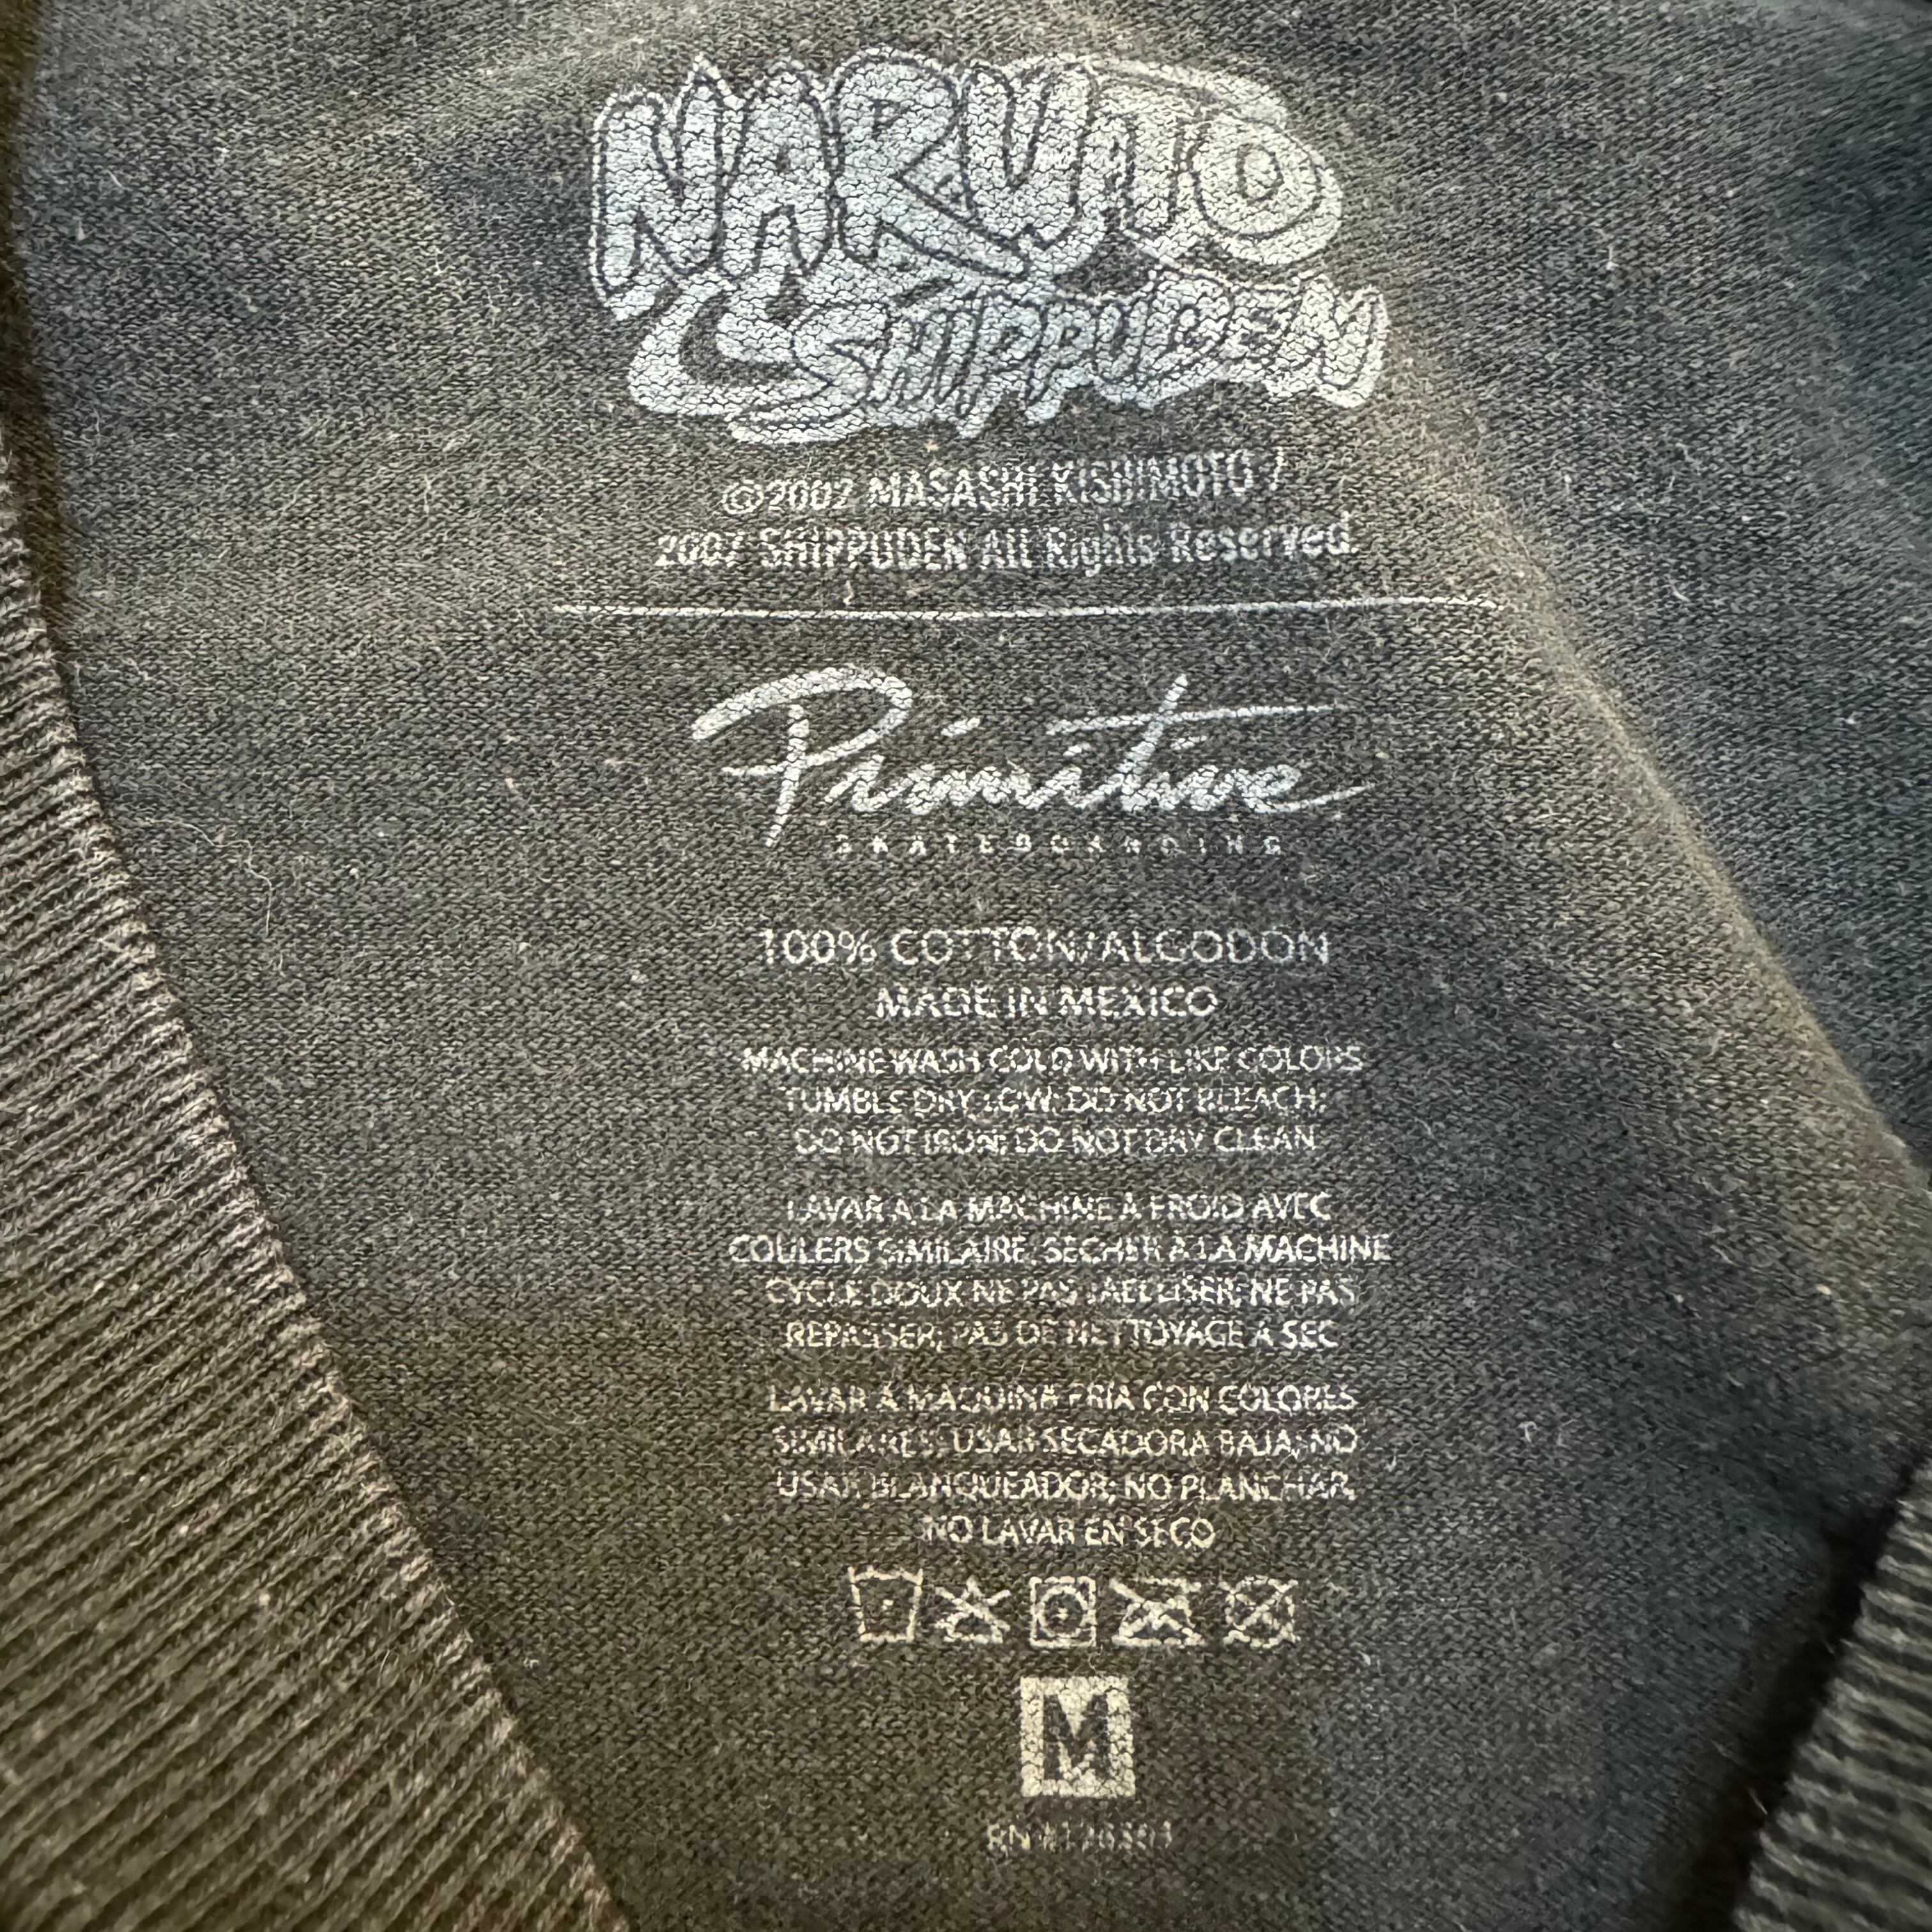 NARUTO
SHIPPUDEN
©2002 MASASHI KISHIMOTO /
2007 SHIPPUDEN All Rights Reserved.
Primitive
SKATEBOARDING
100% COTTON/ALGODÓN
MADE IN MEXICO
MACHINE WASH COLD WITH LIKE COLORS
TUMBLE DRY LOW; DO NOT BLEACH;
DO NOT IRON; DO NOT DRY CLEAN
LAVAR A LA MACHINE À FROID AVEC
COULERS SIMILAIRE, SECHER A LA MACHINE
CYCLE DOUX NE PAS NE PAS
REPASSER; PAS DE NETTOYAGE A SEC
LAVAR A MAQUINA FRIA CON COLORES
SIMILARES; USAR SECADORA BAJA; NO
USAR BLANQUEADOR; NO PLANCHAR,
NO LAVAR EN SECO
M
RN